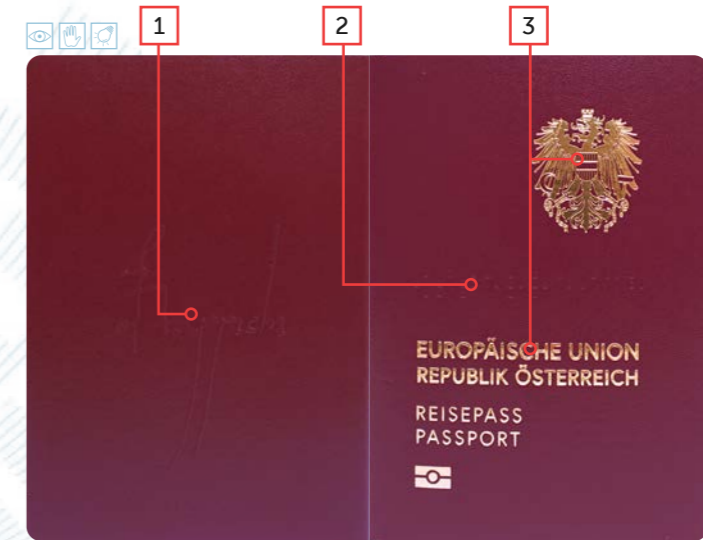 1
2
3
EUROPÄISCHE UNION
REPUBLIK ÖSTERREICH
REISEPASS
PASSPORT